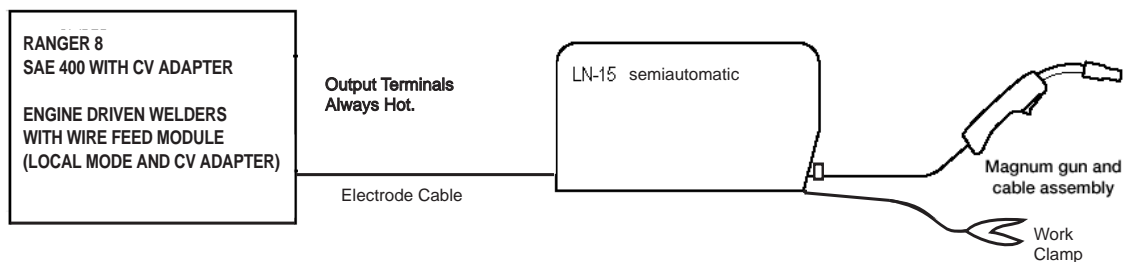 RANGER 8
SAE 400 WITH CV ADAPTER
ENGINE DRIVEN WELDERS
WITH WIRE FEED MODULE
(LOCAL MODE AND CV ADAPTER)
Output Terminals
Always Hot.
Electrode Cable
LN-15 semiautomatic
Magnum gun and
cable assembly
Work
Clamp